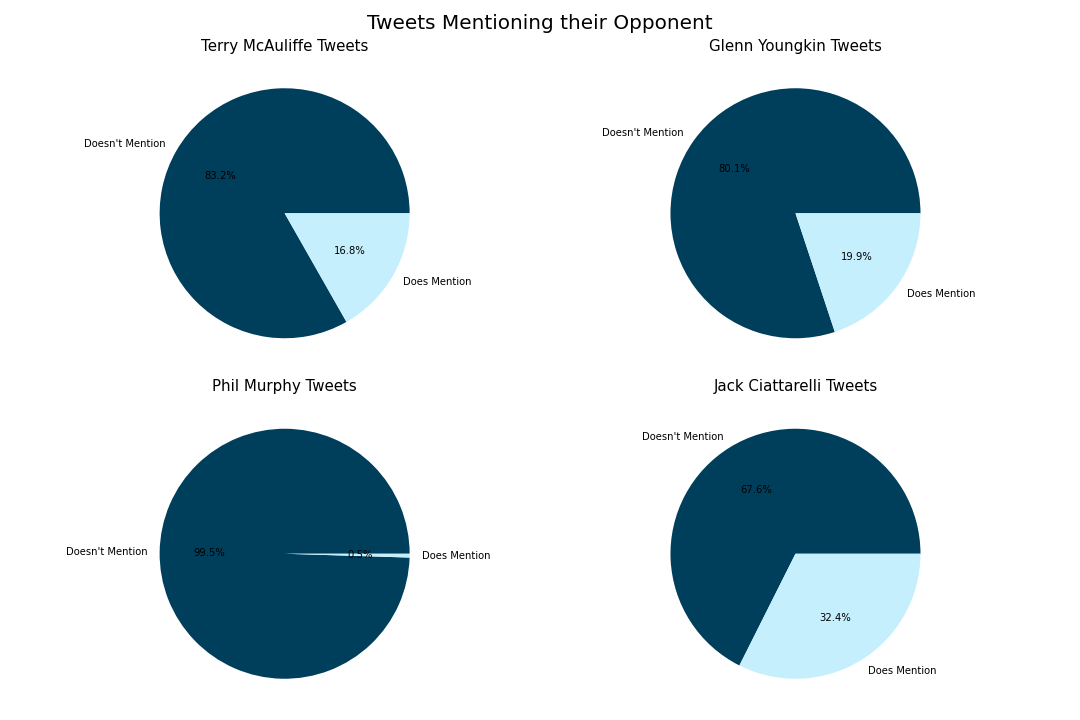 Tweets Mentioning their Opponent
Terry McAuliffe Tweets
Doesn't Mention
83.2%
16.8%
Does Mention
Glenn Youngkin Tweets
Doesn't Mention
80.1%
19.9%
Does Mention
Phil Murphy Tweets
Doesn't Mention
99.5%
0.5%
Does Mention
Jack Ciattarelli Tweets
Doesn't Mention
67.6%
32.4%
Does Mention